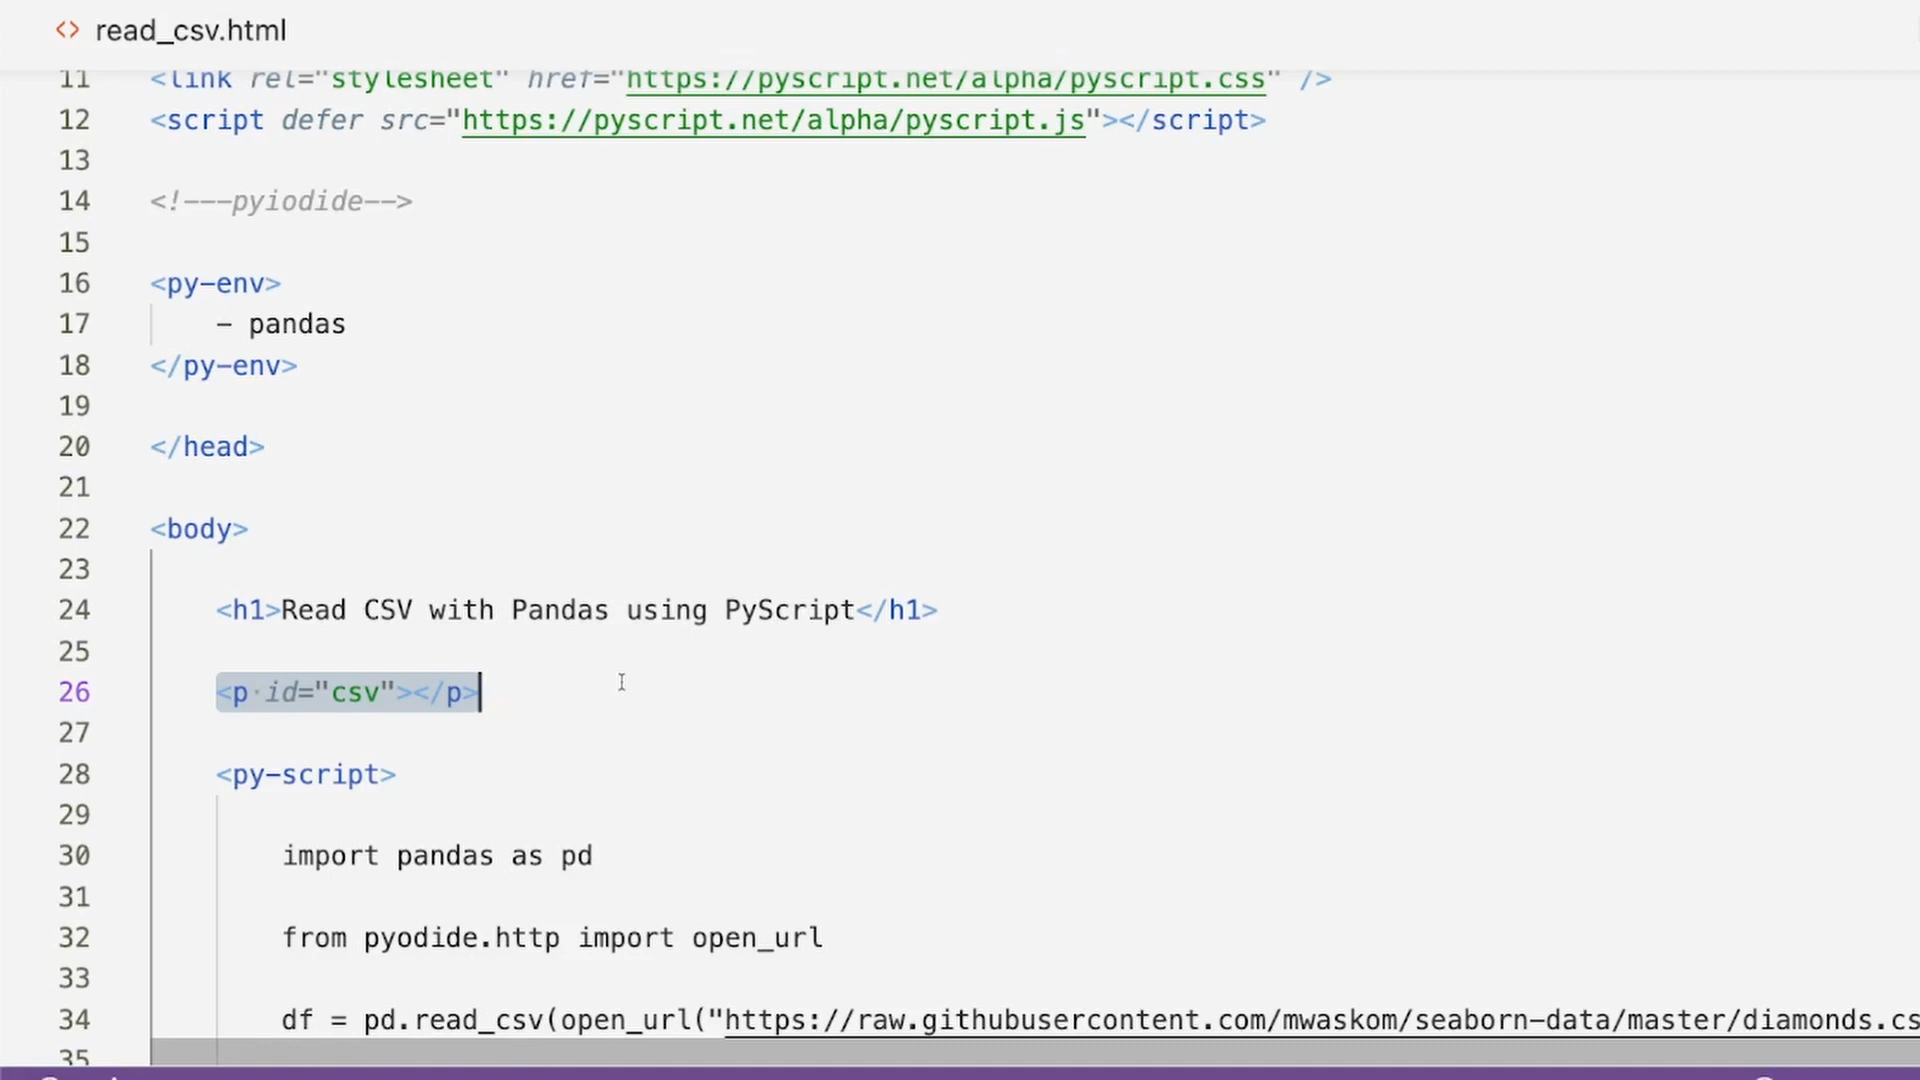 read_csv.html
11 <link rel="stylesheet" href="https://pyscript.net/alpha/pyscript.css" />
12 <script defer src="https://pyscript.net/alpha/pyscript.js"></script>
13
14 <!---pyiodide-->
15
16 <py-env>
17 - pandas
18 </py-env>
19
20 </head>
21
22 <body>
23
24 <h1>Read CSV with Pandas using PyScript</h1>
25
26 <p id="csv"></p>
27
28 <py-script>
29
30 import pandas as pd
31
32 from pyodide.http import open_url
33
34 df = pd.read_csv(open_url("https://raw.githubusercontent.com/mwaskom/seaborn-data/master/diamonds.cs
35